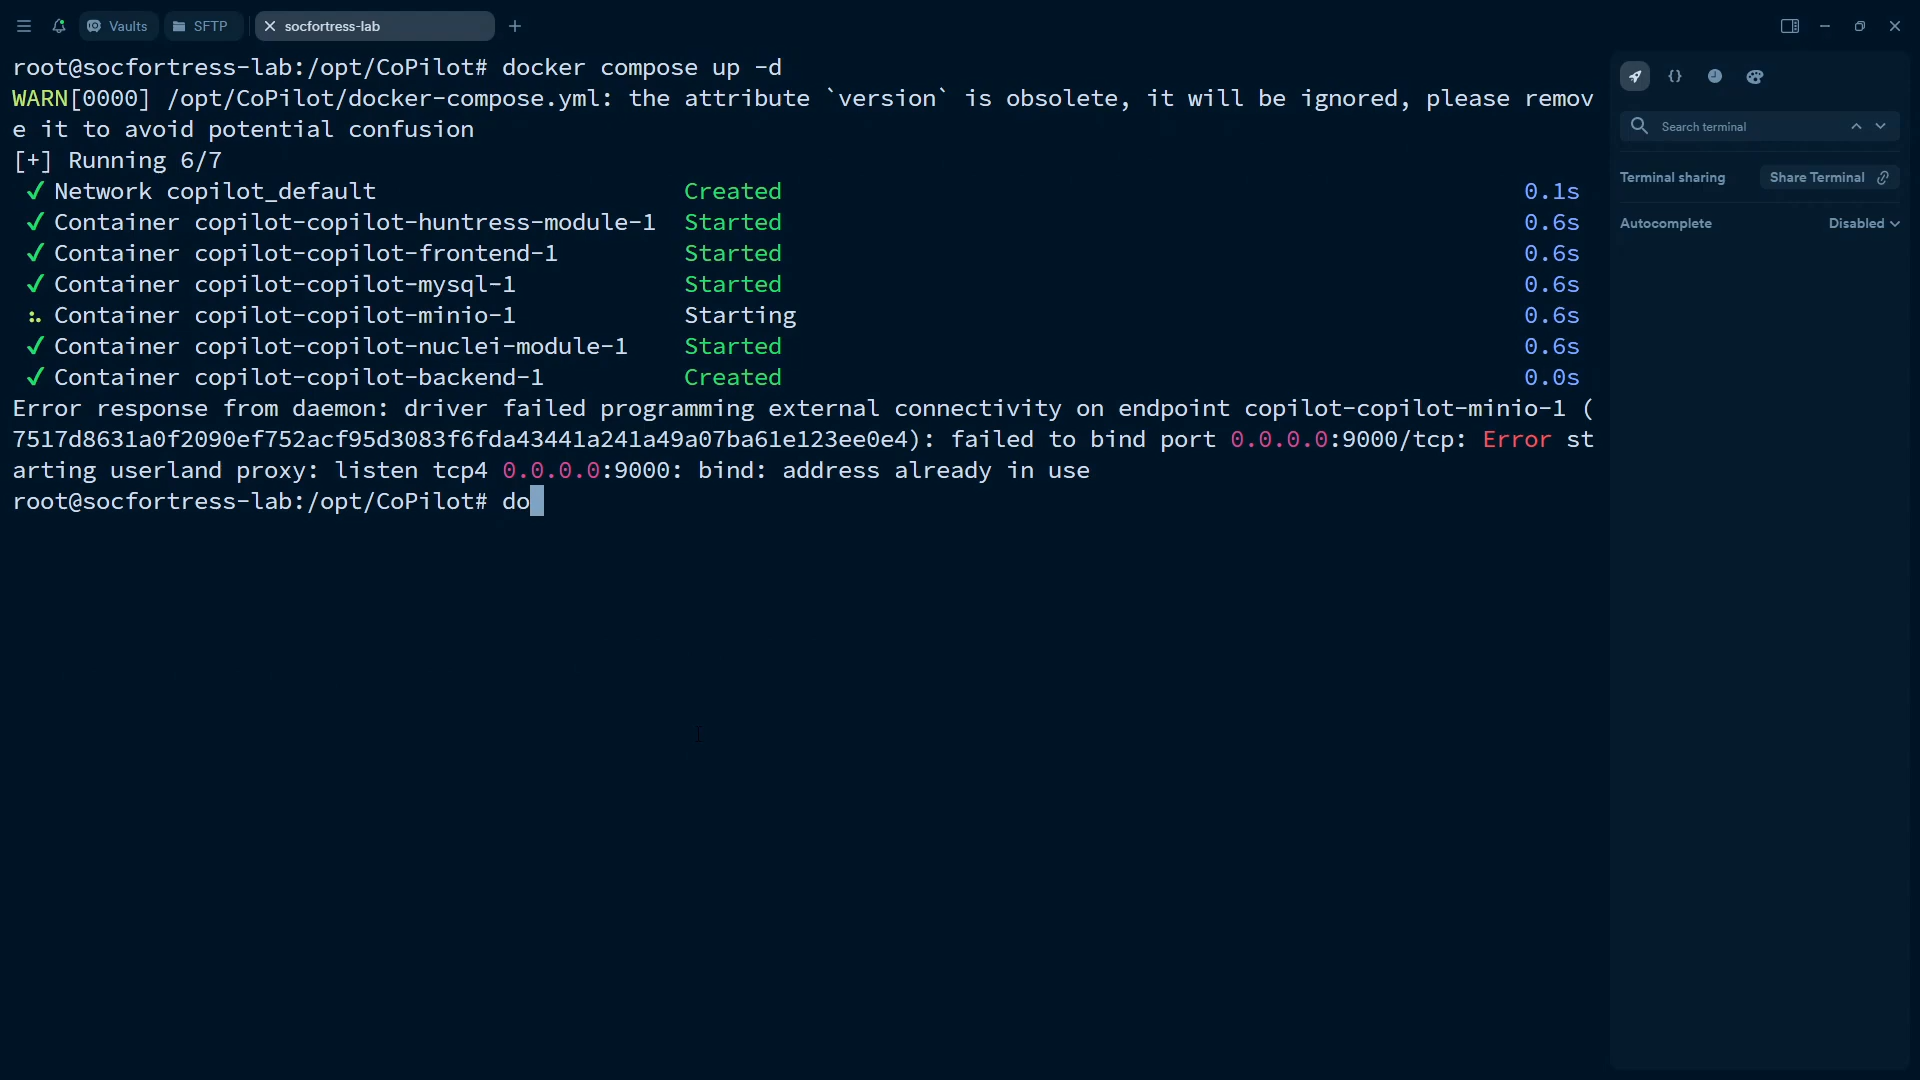 Vaults SFTP socfortress-lab
root@socfortress-lab:/opt/CoPilot# docker compose up -d
WARN[0000] /opt/CoPilot/docker-compose.yml: the attribute `version` is obsolete, it will be ignored, please remov
e it to avoid potential confusion
[+] Running 6/7
✔ Network copilot_default Created 0.1s
✔ Container copilot-copilot-huntress-module-1 Started 0.6s
✔ Container copilot-copilot-frontend-1 Started 0.6s
✔ Container copilot-copilot-mysql-1 Started 0.6s
Container copilot-copilot-minio-1 Starting 0.6s
✔ Container copilot-copilot-nuclei-module-1 Started 0.6s
✔ Container copilot-copilot-backend-1 Created 0.0s
Error response from daemon: driver failed programming external connectivity on endpoint copilot-copilot-minio-1 (
7517d8631a0f2090ef752acf95d3083f6fda43441a241a49a07ba61e123ee0e4): failed to bind port 0.0.0.0:9000/tcp: Error st
arting userland proxy: listen tcp4 0.0.0.0:9000: bind: address already in use
root@socfortress-lab:/opt/CoPilot# do
Search terminal
Terminal sharing Share Terminal
Autocomplete Disabled